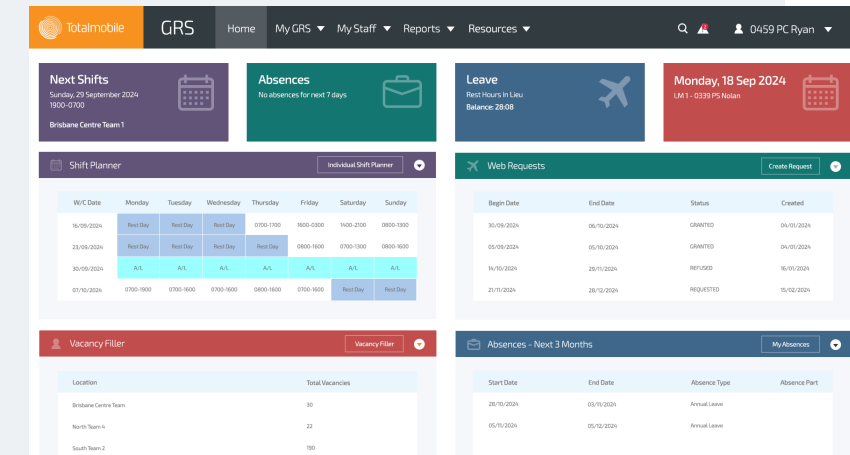 Totalmobile GRS Home My GRS My Staff Reports Resources 0459 PC Ryan
Next Shifts
Sunday, 29 September 2024
1900-0700
Brisbane Centre Team 1
Absences
No absences for next 7 days
Leave
Rest Hours In Lieu
Balance: 28:08
Monday, 18 Sep 2024
LM 1 - 0339 PS Nolan
Shift Planner Individual Shift Planner
W/C Date Monday Tuesday Wednesday Thursday Friday Saturday Sunday
16/09/2024 Rest Day Rest Day Rest Day 0700-1700 1600-0300 1400-2100 0800-1300
23/09/2024 Rest Day Rest Day Rest Day Rest Day 0800-1600 0700-1300 0800-1600
30/09/2024 A/L A/L A/L A/L A/L A/L A/L
07/10/2024 0700-1900 0700-1600 0700-1600 0800-1600 0700-1600 Rest Day Rest Day
Web Requests Create Request
Begin Date End Date Status Created
30/09/2024 06/10/2024 GRANTED 04/01/2024
05/09/2024 05/10/2024 GRANTED 04/01/2024
14/10/2024 29/11/2024 REFUSED 16/01/2024
21/11/2024 28/12/2024 REQUESTED 15/02/2024
Vacancy Filler Vacancy Filler
Location Total Vacancies
Brisbane Centre Team 30
North Team 4 22
South Team 2 190
Absences - Next 3 Months My Absences
Start Date End Date Absence Type Absence Part
28/10/2024 03/11/2024 Annual Leave
05/11/2024 05/12/2024 Annual Leave